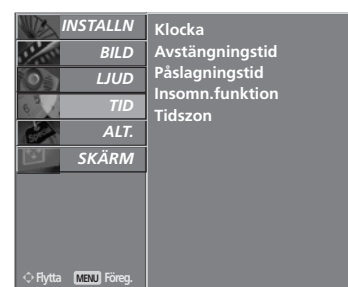 INSTALLN
BILD
LJUD
TID
ALT.
SKÄRM
Klocka
Avstängningstid
Påslagningstid
Insomn.funktion
Tidszon
Flytta MENU Föreg.